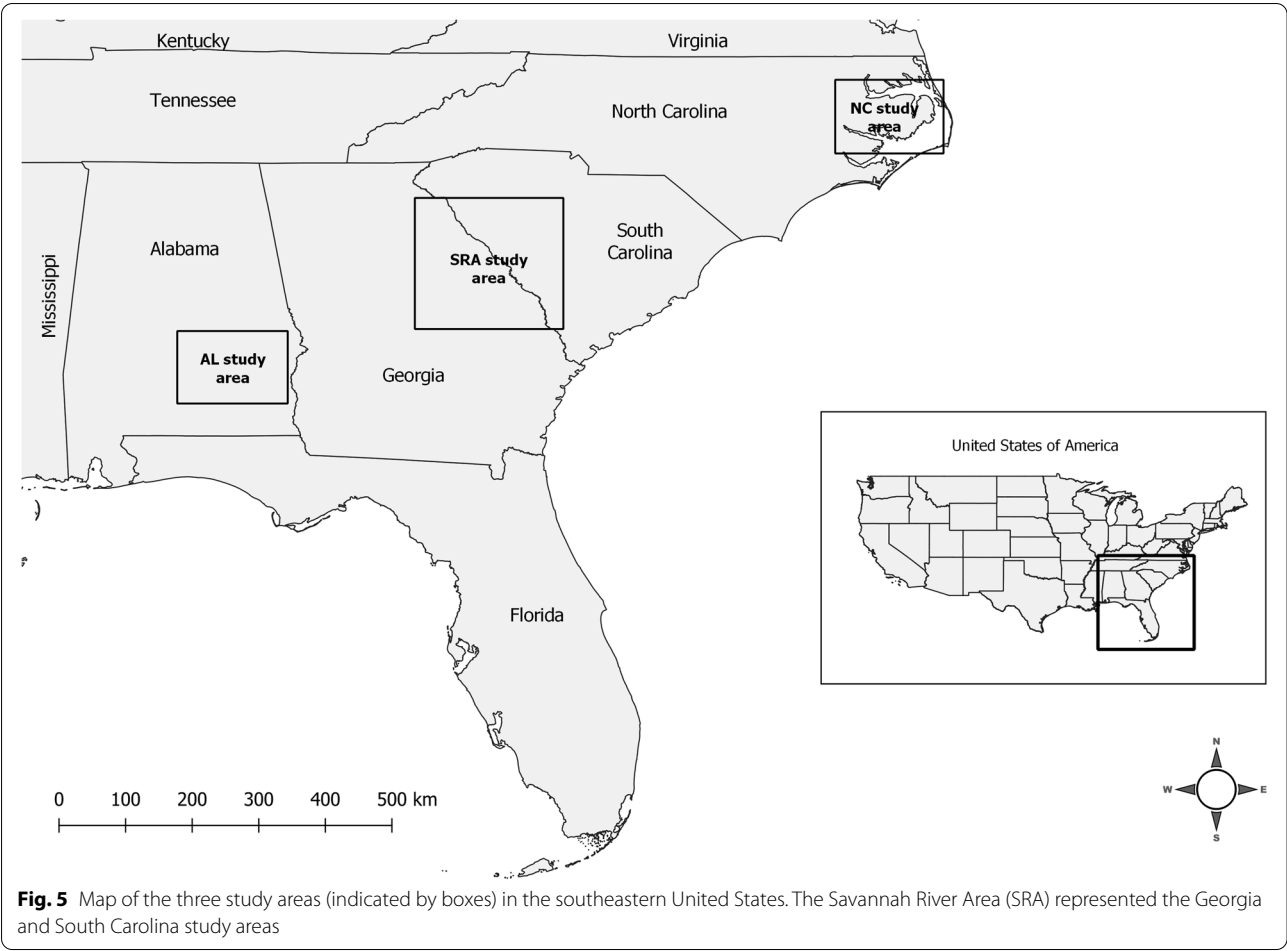 Kentucky
Virginia
Tennessee
North Carolina
NC study
area
South
Carolina
Alabama
SRA study
area
Mississippi
AL study
area
Georgia
United States of America
Florida
N
W
E
S
0 100 200 300 400 500 km
Fig. 5 Map of the three study areas (indicated by boxes) in the southeastern United States. The Savannah River Area (SRA) represented the Georgia
and South Carolina study areas